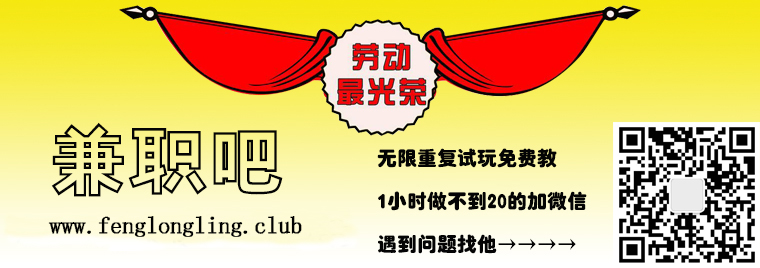 劳动
最光荣
兼职吧
www.fenglongling.club
无限重复试玩免费教
1小时做不到20的加微信
遇到问题找他→→→→